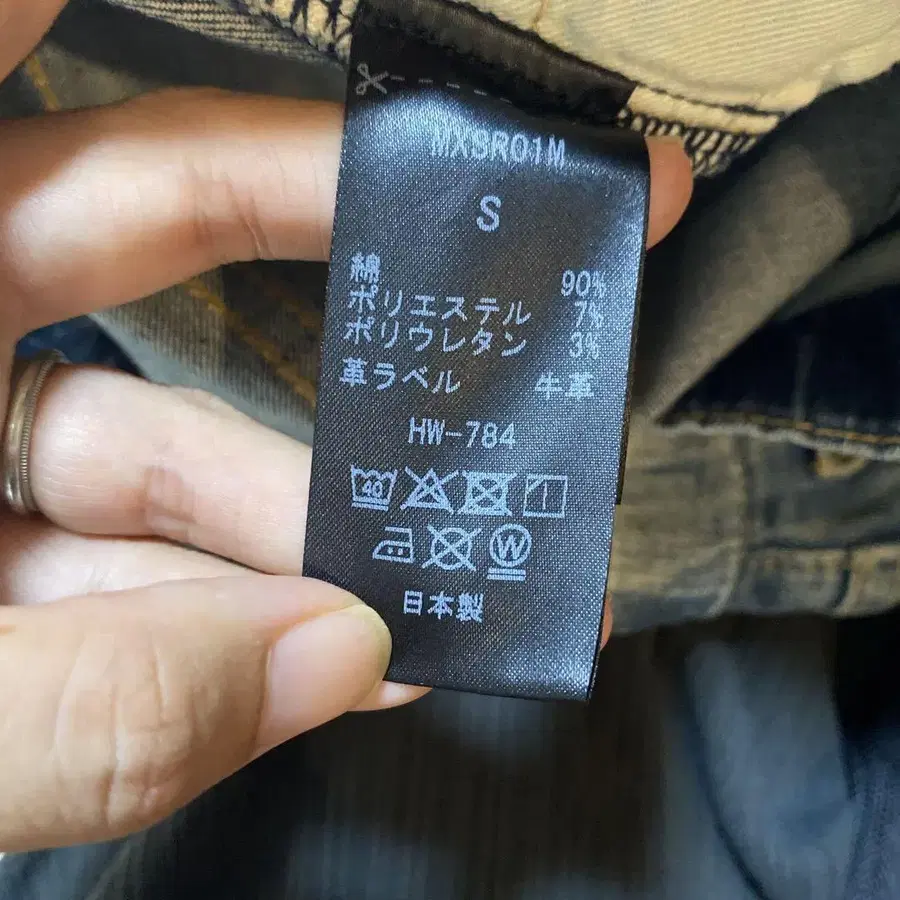 MXSR01M
S
綿 90%
ポリエステル 7%
ポリウレタン 3%
革ラベル 牛革
HW-784
40
W
日本製